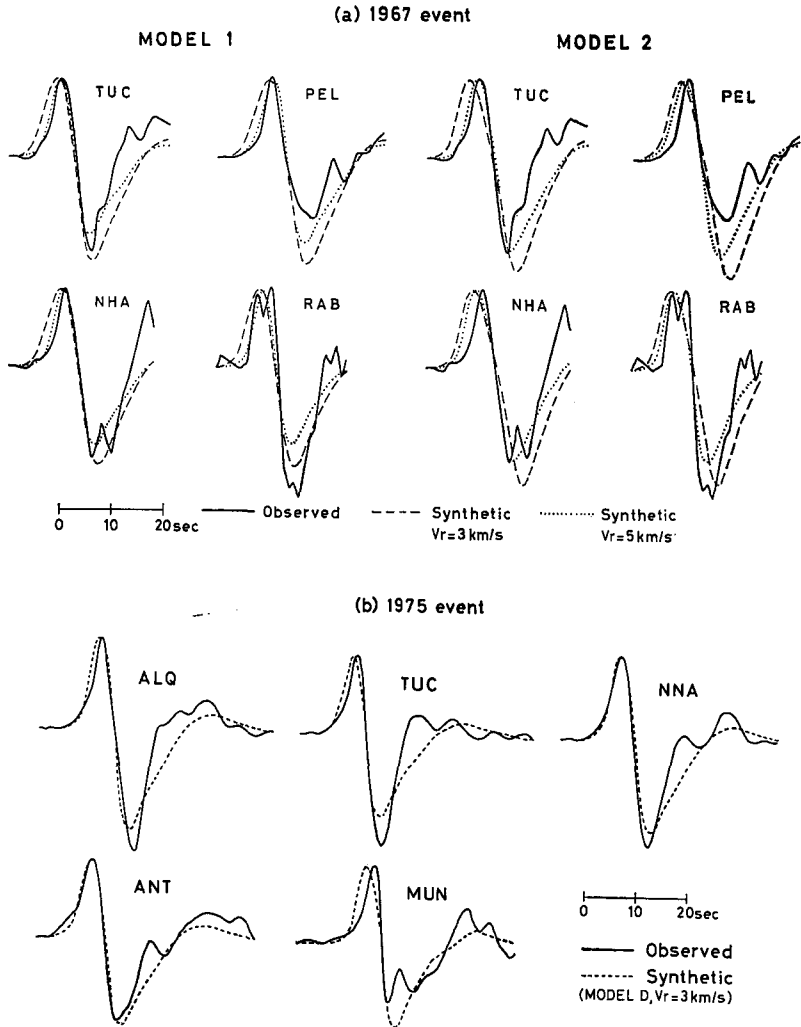 (a) 1967 event
MODEL 1
MODEL 2
TUC
PEL
TUC
PEL
NHA
RAB
NHA
RAB
0 10 20sec
Observed
Synthetic
Vr=3km/s
Synthetic
Vr=5km/s
(b) 1975 event
ALQ
TUC
NNA
ANT
MUN
0 20sec
Observed
Synthetic
(MODEL D, Vr=3km/s)